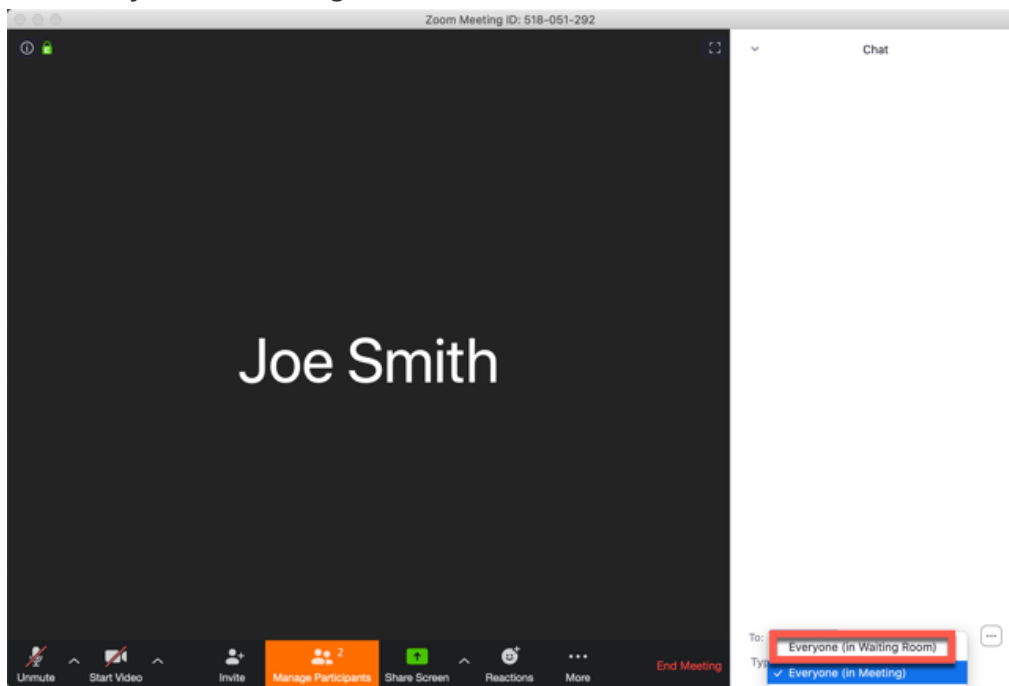 Zoom Meeting ID: 518-051-292
Chat
Joe Smith
To:
Everyone (in Waiting Room)
Everyone (in Meeting)
2
Unmute
Start Video
Invite
Manage Participants
Share Screen
Reactions
More
End Meeting